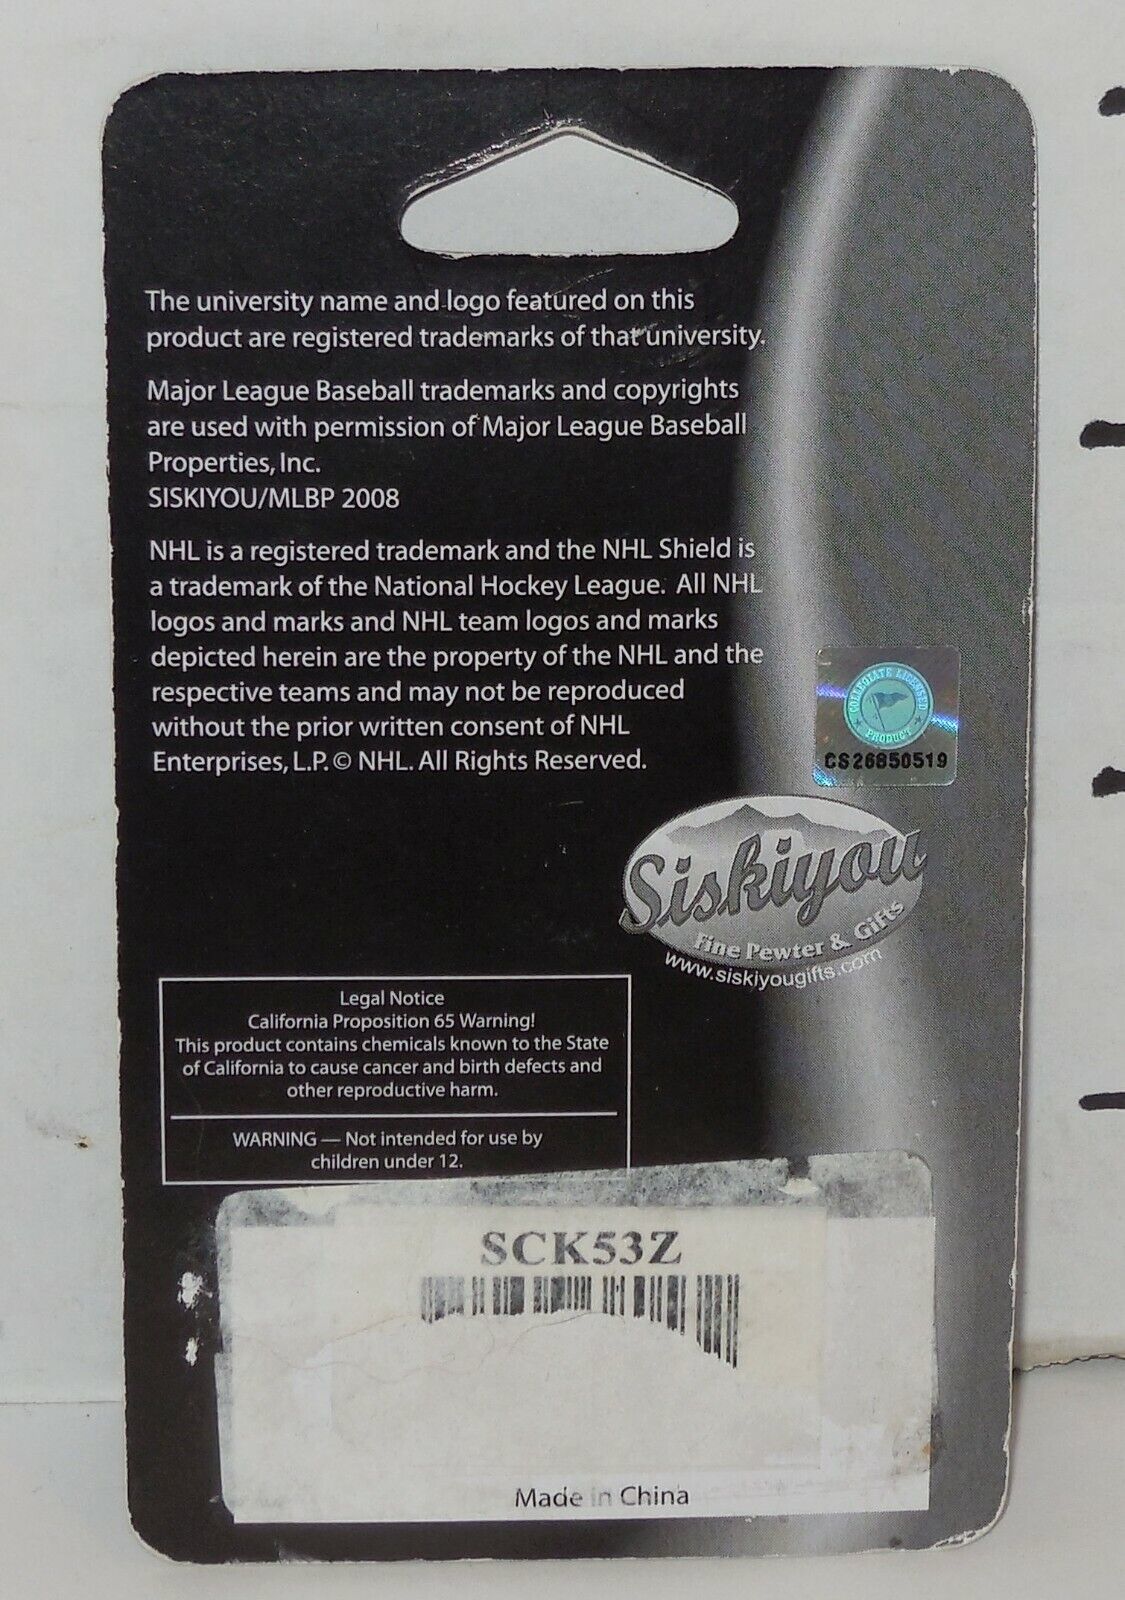 The university name and logo featured on this
product are registered trademarks of that university.
Major League Baseball trademarks and copyrights
are used with permission of Major League Baseball
Properties, Inc.
SISKIYOU/MLBP 2008
NHL is a registered trademark and the NHL Shield is
a trademark of the National Hockey League. All NHL
logos and marks and NHL team logos and marks
depicted herein are the property of the NHL and the
respective teams and may not be reproduced
without the prior written consent of NHL
Enterprises, L.P. © NHL. All Rights Reserved.
COLLEGIATE LICENSED
PRODUCT
CS26850519
Siskiyou
Fine Pewter & Gifts
www.siskiyougifts.com
Legal Notice
California Proposition 65 Warning!
This product contains chemicals known to the State
of California to cause cancer and birth defects and
other reproductive harm.
WARNING — Not intended for use by
children under 12.
SCK53Z
Made in China